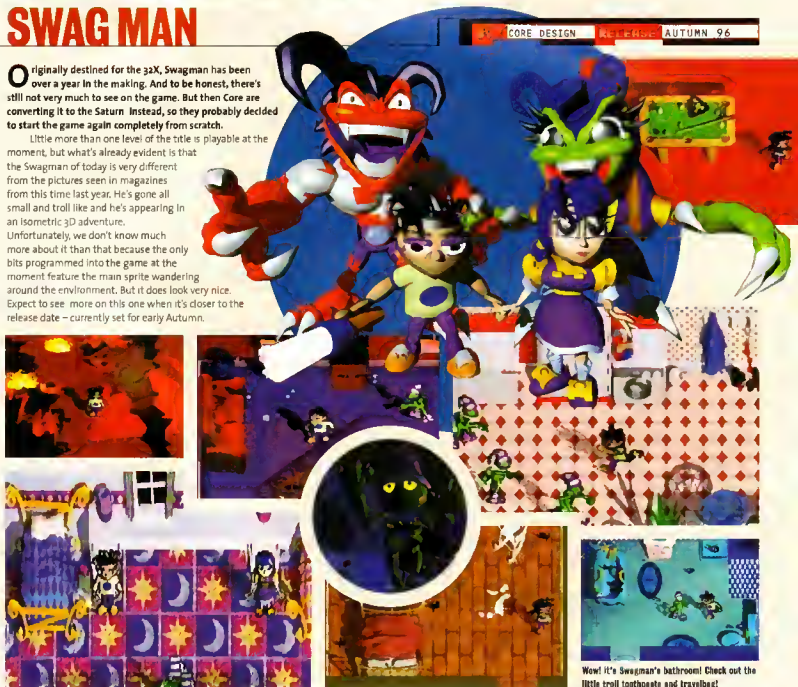 SWAG MAN
BY CORE DESIGN RELEASE AUTUMN 96
Originally destined for the 32X, Swagman has been
over a year in the making. And to be honest, there's
still not very much to see on the game. But then Core are
converting it to the Saturn instead, so they probably decided
to start the game again completely from scratch.
Little more than one level of the title is playable at the
moment, but what's already evident is that
the Swagman of today is very different
from the pictures seen in magazines
from this time last year. He's gone all
small and troll like and he's appearing in
an isometric 3D adventure.
Unfortunately, we don't know much
more about it than that because the only
bits programmed into the game at the
moment feature the main sprite wandering
around the environment. But it does look very nice.
Expect to see more on this one when it's closer to the
release date – currently set for early Autumn.
Wow! It's Swagman's bathroom! Check out the
little troll toothpaste and travelbag!